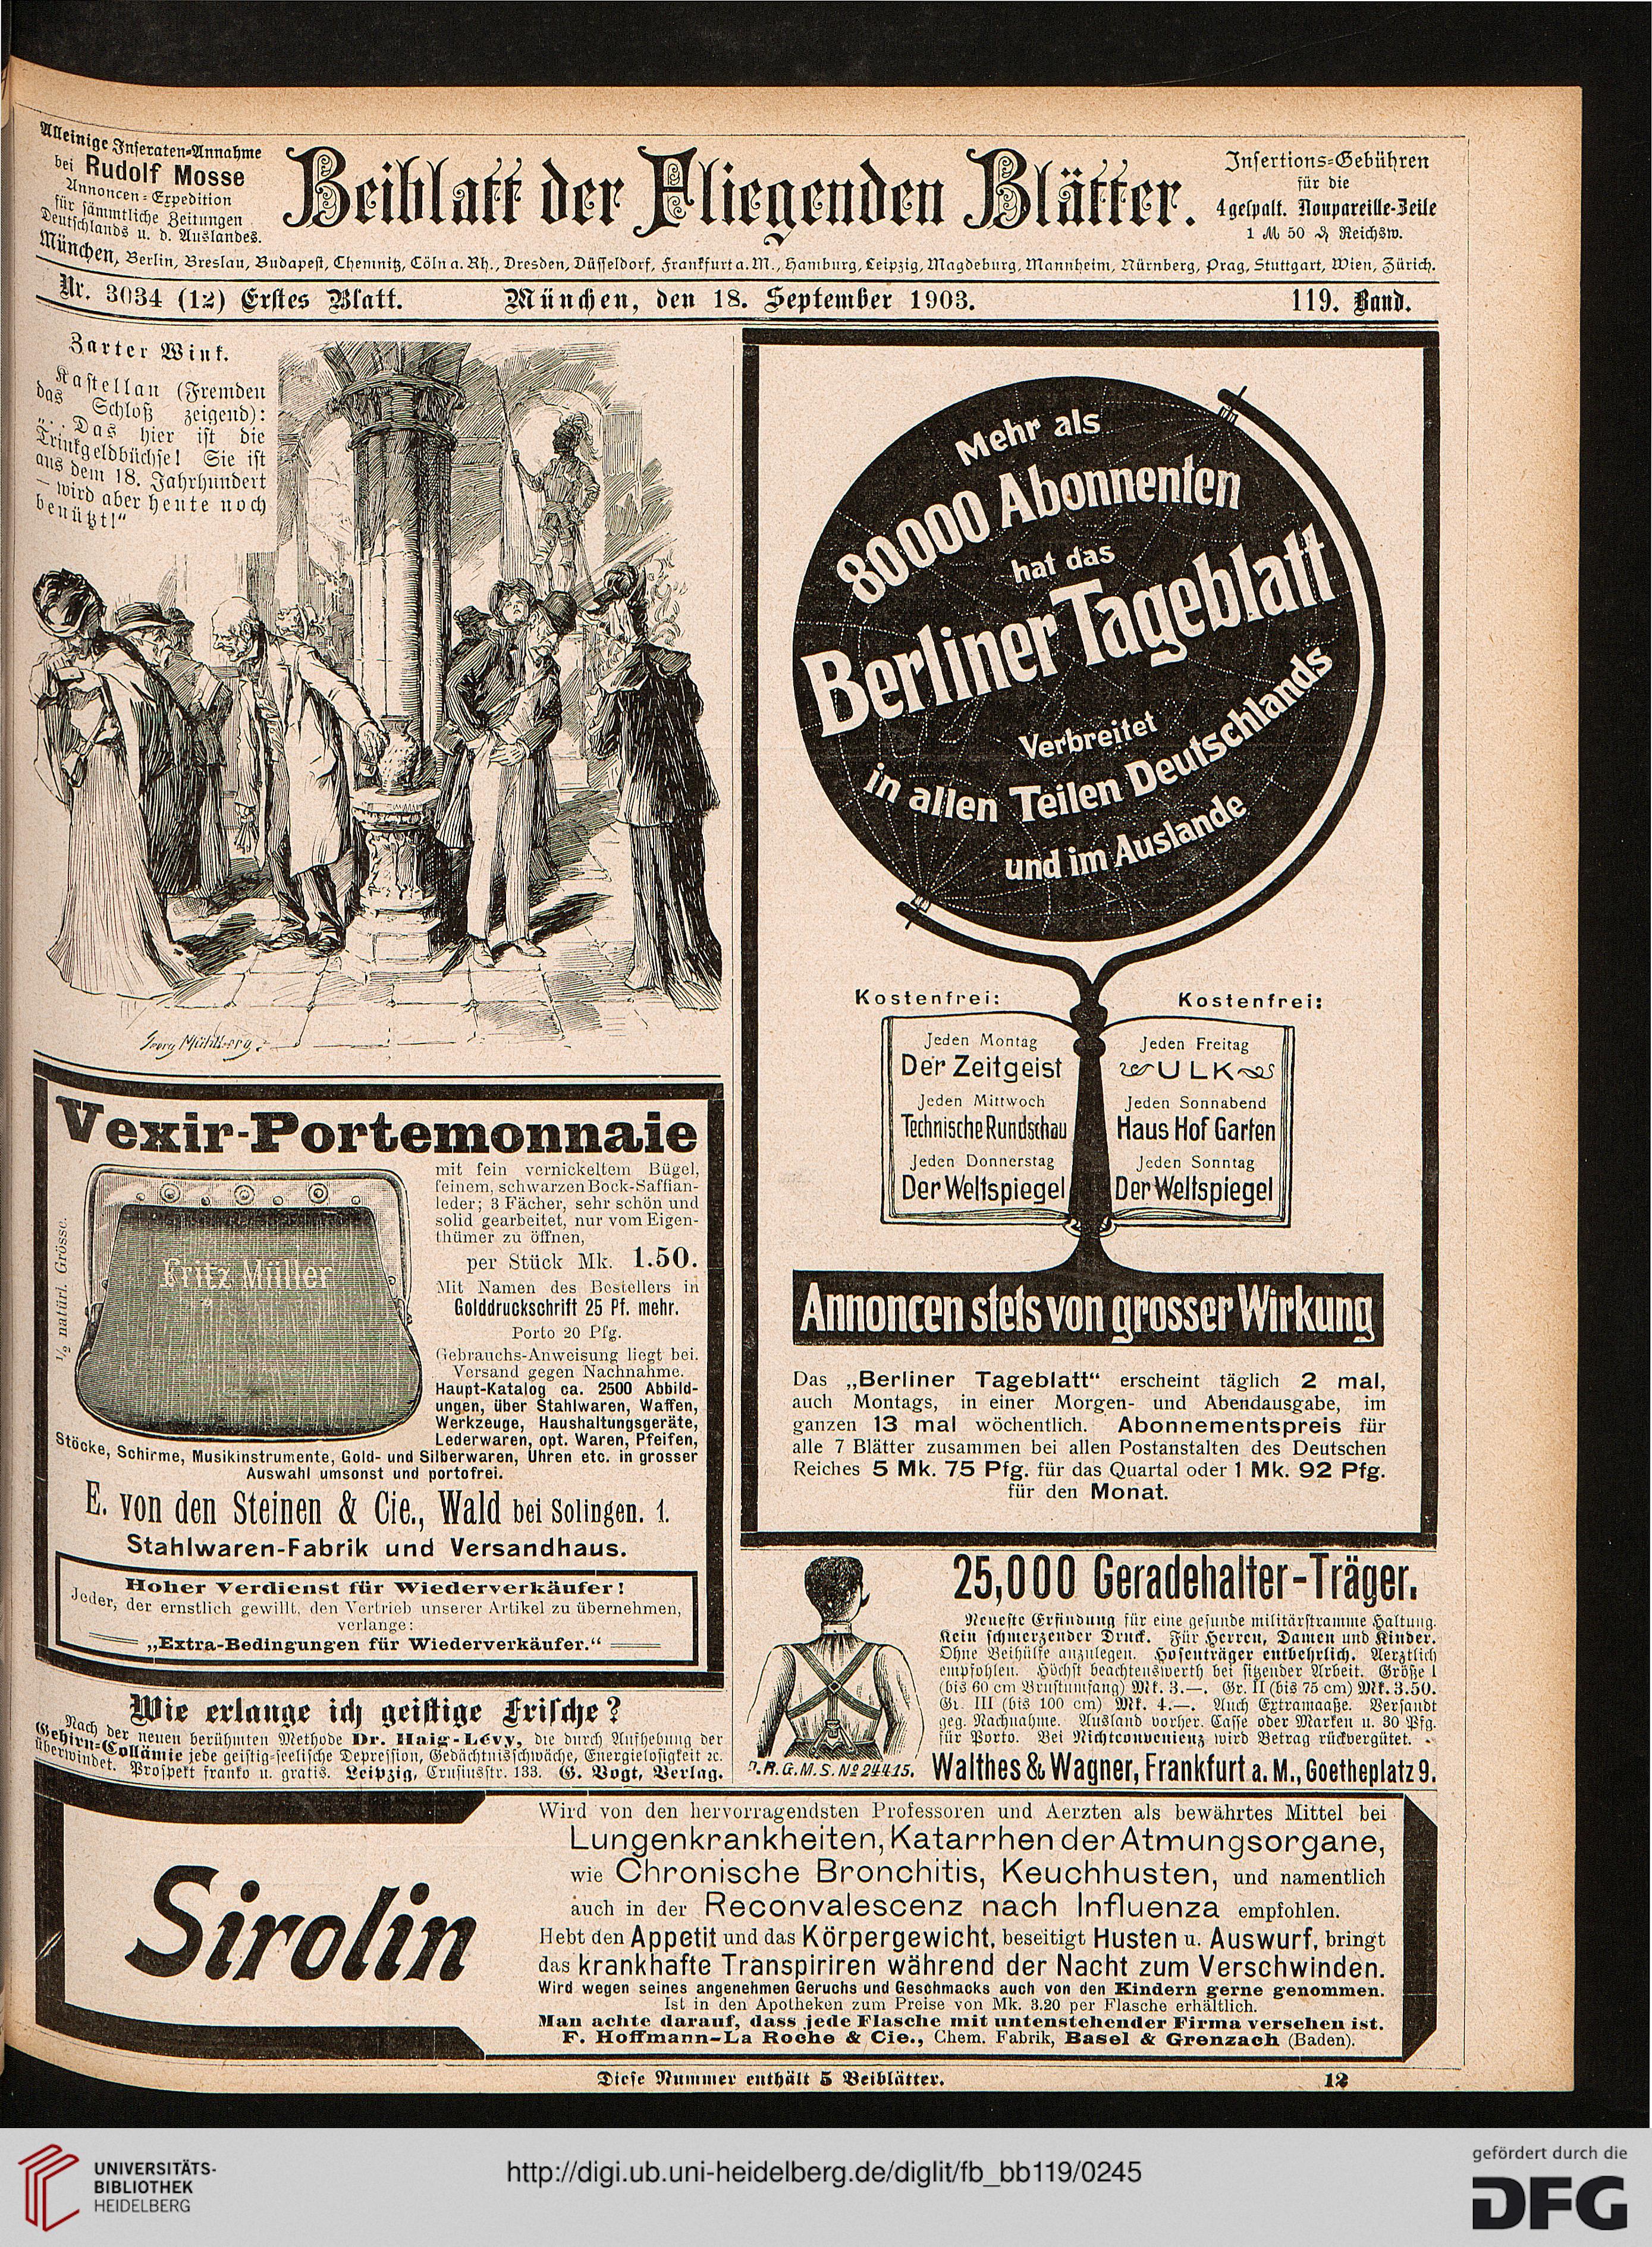 Alleinige Inseraten-Annahme
bei Rudolf Mosse
Annoncen-Expedition
für sämmtliche Zeitungen
Deutschlands u. d. Auslandes.
Beiblatt der Fliegenden Blätter.
Insertions-Gebühren
für die
4gespalt. Nonpareille-Zeile
1 M 50 ₰ Reichsw.
München, Berlin, Breslau, Budapest, Chemnitz, Cöln a. Rh., Dresden, Düsseldorf, Frankfurt a. M., Hamburg, Leipzig, Magdeburg, Mannheim, Nürnberg, Prag, Stuttgart, Wien, Zürich.
Nr. 3034 (12) Erstes Blatt. München, den 18. September 1903. 119. Band.
Zarter Wink.
Kastellan (Fremden
das Schloß zeigend):
„. . Das hier ist die
Trinkgeldbüchse! Sie ist
aus dem 18. Jahrhundert
— wird aber heute noch
benützt!“
Georg Mühlberg.
Vexir-Portemonnaie
mit fein vernickeltem Bügel,
feinem, schwarzen Bock-Saffian-
leder; 3 Fächer, sehr schön und
solid gearbeitet, nur vom Eigen-
thümer zu öffnen,
per Stück Mk. 1.50.
Mit Namen des Bestellers in
Golddruckschrift 25 Pf. mehr.
Porto 20 Pfg.
Gebrauchs-Anweisung liegt bei.
Versand gegen Nachnahme.
Haupt-Katalog ca. 2500 Abbild-
ungen, über Stahlwaren, Waffen,
Werkzeuge, Haushaltungsgeräte,
Lederwaren, opt. Waren, Pfeifen,
Stöcke, Schirme, Musikinstrumente, Gold- und Silberwaren, Uhren etc. in grosser
Auswahl umsonst und portofrei.
½ natürl. Grösse.
Fritz Müller
E. von den Steinen & Cie., Wald bei Solingen. 1.
Stahlwaren-Fabrik und Versandhaus.
Hoher Verdienst für Wiederverkäufer!
Jeder, der ernstlich gewillt, den Vertrieb unserer Artikel zu übernehmen,
verlange:
„Extra-Bedingungen für Wiederverkäufer.“
Wie erlange ich geistige Frische?
Nach der neuen berühmten Methode Dr. Haig-Lévy, die durch Aufhebung der
Gehirn-Collämie jede geistig-seelische Depression, Gedächtnisschwäche, Energielosigkeit ec.
überwindet. Prospekt franko u. gratis. Leipzig, Crusiusstr. 133. G. Vogt, Verlag.
Mehr als
80000 Abonnenten
hat das
Berliner Tageblatt
Verbreitet
in allen Teilen Deutschlands
und im Auslande
Kostenfrei:
Jeden Montag
Der Zeitgeist
Jeden Mittwoch
Technische Rundschau
Jeden Donnerstag
Der Weltspiegel
Kostenfrei:
Jeden Freitag
ULK
Jeden Sonnabend
Haus Hof Garten
Jeden Sonntag
Der Weltspiegel
Annoncen stets von grosser Wirkung
Das „Berliner Tageblatt“ erscheint täglich 2 mal,
auch Montags, in einer Morgen- und Abendausgabe, im
ganzen 13 mal wöchentlich. Abonnementspreis für
alle 7 Blätter zusammen bei allen Postanstalten des Deutschen
Reiches 5 Mk. 75 Pfg. für das Quartal oder 1 Mk. 92 Pfg.
für den Monat.
25,000 Geradehalter-Träger.
Neueste Erfindung für eine gesunde militärstramme Haltung.
Kein schmerzender Druck. Für Herren, Damen und Kinder.
Ohne Beihülfe anzulegen. Hosenträger entbehrlich. Aerztlich
empfohlen. Höchst beachtenswerth bei sitzender Arbeit. Größe I
(bis 60 cm Brustumfang) Mk. 3.—. Gr. II (bis 75 cm) Mk. 3.50.
Gr. III (bis 100 cm) Mk. 4.—. Auch Extramaaße. Versandt
geg. Nachnahme. Ausland vorher. Casse oder Marken u. 30 Pfg.
für Porto. Bei Nichtconvenienz wird Betrag rückvergütet.
D.R.G.M.S. No 24415.
Walthes & Wagner, Frankfurt a. M., Goetheplatz 9.
Sirolin
Wird von den hervorragendsten Professoren und Aerzten als bewährtes Mittel bei
Lungenkrankheiten, Katarrhen der Atmungsorgane,
wie Chronische Bronchitis, Keuchhusten, und namentlich
auch in der Reconvalescenz nach Influenza empfohlen.
Hebt den Appetit und das Körpergewicht, beseitigt Husten u. Auswurf, bringt
das krankhafte Transpiriren während der Nacht zum Verschwinden.
Wird wegen seines angenehmen Geruchs und Geschmacks auch von den Kindern gerne genommen.
Ist in den Apotheken zum Preise von Mk. 3.20 per Flasche erhältlich.
Man achte darauf, dass jede Flasche mit untenstehender Firma versehen ist.
F. Hoffmann-La Roche & Cie., Chem. Fabrik, Basel & Grenzach (Baden).
Diese Nummer enthält 5 Beiblätter.
12
UNIVERSITÄTS-
BIBLIOTHEK
HEIDELBERG
http://digi.ub.uni-heidelberg.de/diglit/fb_bb119/0245
gefördert durch die
DFG